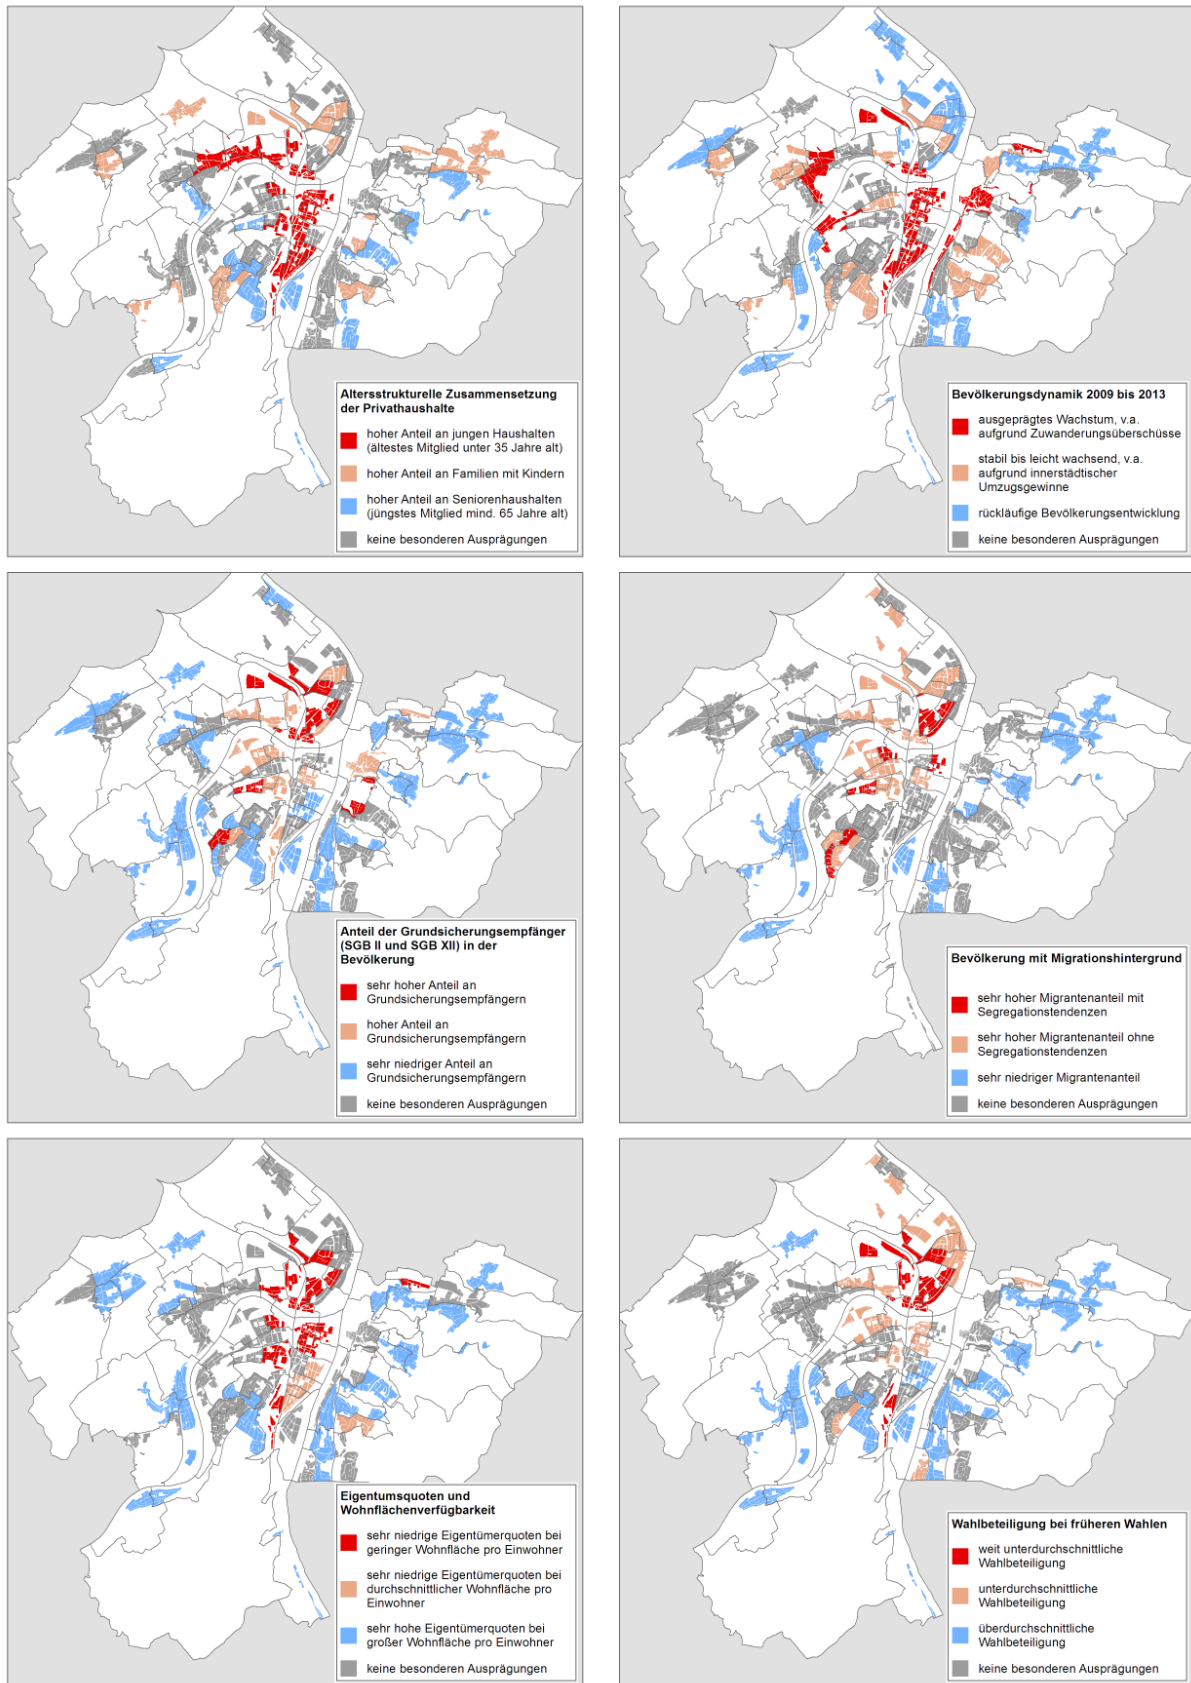 Altersstrukturelle Zusammensetzung
der Privathaushalte
hoher Anteil an jungen Haushalten
(ältestes Mitglied unter 35 Jahre alt)
hoher Anteil an Familien mit Kindern
hoher Anteil an Seniorenhaushalten
(jüngstes Mitglied mind. 65 Jahre alt)
keine besonderen Ausprägungen
Bevölkerungsdynamik 2009 bis 2013
ausgeprägtes Wachstum, v.a.
aufgrund Zuwanderungsüberschüsse
stabil bis leicht wachsend, v.a.
aufgrund innerstädtischer
Umzugsgewinne
rückläufige Bevölkerungsentwicklung
keine besonderen Ausprägungen
Anteil der Grundsicherungsempfänger
(SGB II und SGB XII) in der
Bevölkerung
sehr hoher Anteil an
Grundsicherungsempfängern
hoher Anteil an
Grundsicherungsempfängern
sehr niedriger Anteil an
Grundsicherungsempfängern
keine besonderen Ausprägungen
Bevölkerung mit Migrationshintergrund
sehr hoher Migrantenanteil mit
Segregationstendenzen
sehr hoher Migrantenanteil ohne
Segregationstendenzen
sehr niedriger Migrantenanteil
keine besonderen Ausprägungen
Eigentumsquoten und
Wohnflächenverfügbarkeit
sehr niedrige Eigentümerquoten bei
geringer Wohnfläche pro Einwohner
sehr niedrige Eigentümerquoten bei
durchschnittlicher Wohnfläche pro
Einwohner
sehr hohe Eigentümerquoten bei
großer Wohnfläche pro Einwohner
keine besonderen Ausprägungen
Wahlbeteiligung bei früheren Wahlen
weit unterdurchschnittliche
Wahlbeteiligung
unterdurchschnittliche
Wahlbeteiligung
überdurchschnittliche
Wahlbeteiligung
keine besonderen Ausprägungen